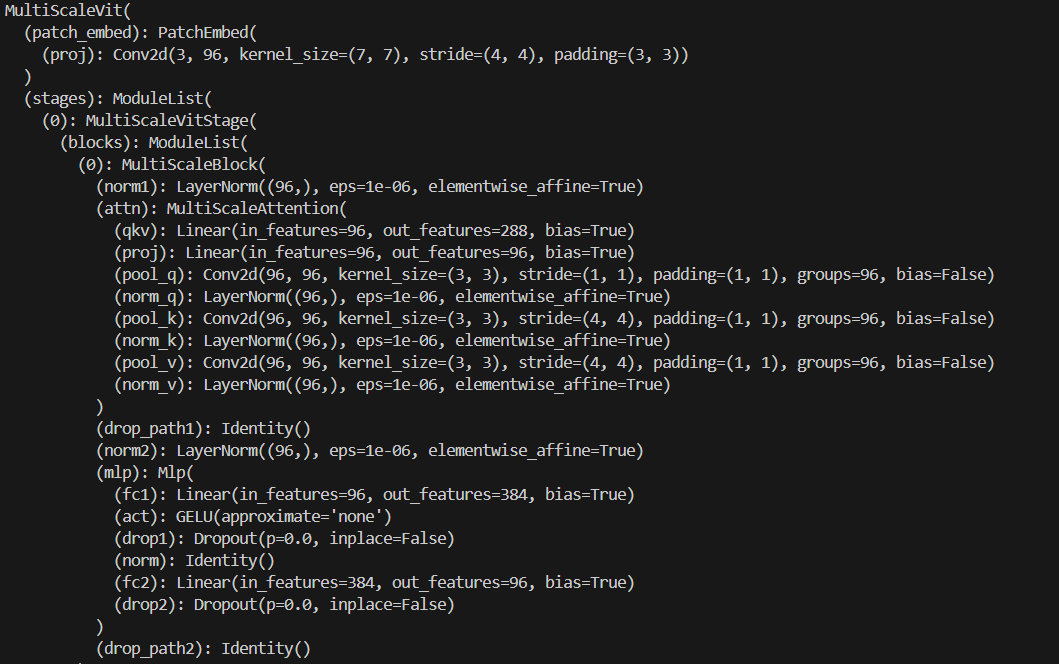 MultiScaleVit(
  (patch_embed): PatchEmbed(
    (proj): Conv2d(3, 96, kernel_size=(7, 7), stride=(4, 4), padding=(3, 3))
  )
  (stages): ModuleList(
    (0): MultiScaleVitStage(
      (blocks): ModuleList(
        (0): MultiScaleBlock(
          (norm1): LayerNorm((96,), eps=1e-06, elementwise_affine=True)
          (attn): MultiScaleAttention(
            (qkv): Linear(in_features=96, out_features=288, bias=True)
            (proj): Linear(in_features=96, out_features=96, bias=True)
            (pool_q): Conv2d(96, 96, kernel_size=(3, 3), stride=(1, 1), padding=(1, 1), groups=96, bias=False)
            (norm_q): LayerNorm((96,), eps=1e-06, elementwise_affine=True)
            (pool_k): Conv2d(96, 96, kernel_size=(3, 3), stride=(4, 4), padding=(1, 1), groups=96, bias=False)
            (norm_k): LayerNorm((96,), eps=1e-06, elementwise_affine=True)
            (pool_v): Conv2d(96, 96, kernel_size=(3, 3), stride=(4, 4), padding=(1, 1), groups=96, bias=False)
            (norm_v): LayerNorm((96,), eps=1e-06, elementwise_affine=True)
          )
          (drop_path1): Identity()
          (norm2): LayerNorm((96,), eps=1e-06, elementwise_affine=True)
          (mlp): Mlp(
            (fc1): Linear(in_features=96, out_features=384, bias=True)
            (act): GELU(approximate='none')
            (drop1): Dropout(p=0.0, inplace=False)
            (norm): Identity()
            (fc2): Linear(in_features=384, out_features=96, bias=True)
            (drop2): Dropout(p=0.0, inplace=False)
          )
          (drop_path2): Identity()